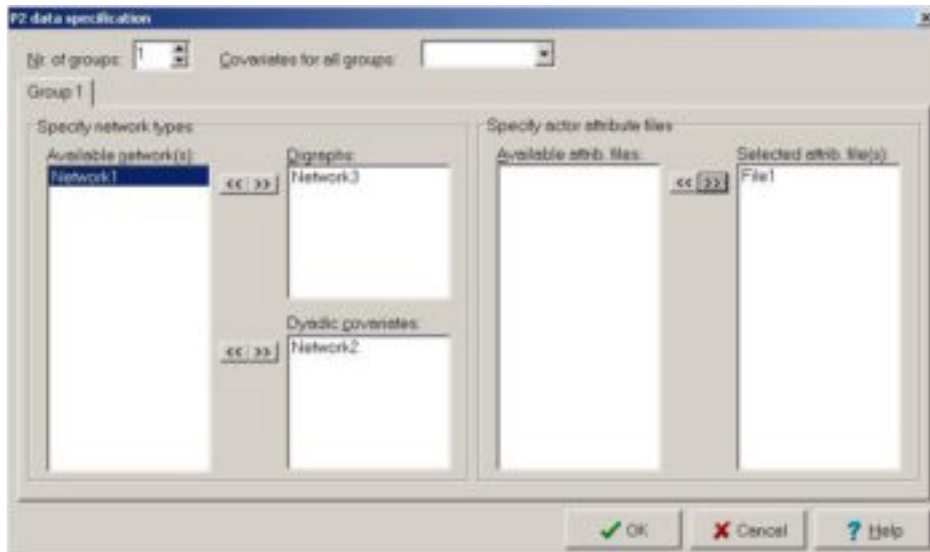 P2 data specification
Nr. of groups: 1
Covariates for all groups:
Group 1
Specify network types
Available network(s):
Network1
<< >>
Digraphs:
Network3
<< >>
Dyadic covariates:
Network2
Specify actor attribute files
Available attrib. files:
<< >>
Selected attrib. file(s):
File1
OK
Cancel
? Help